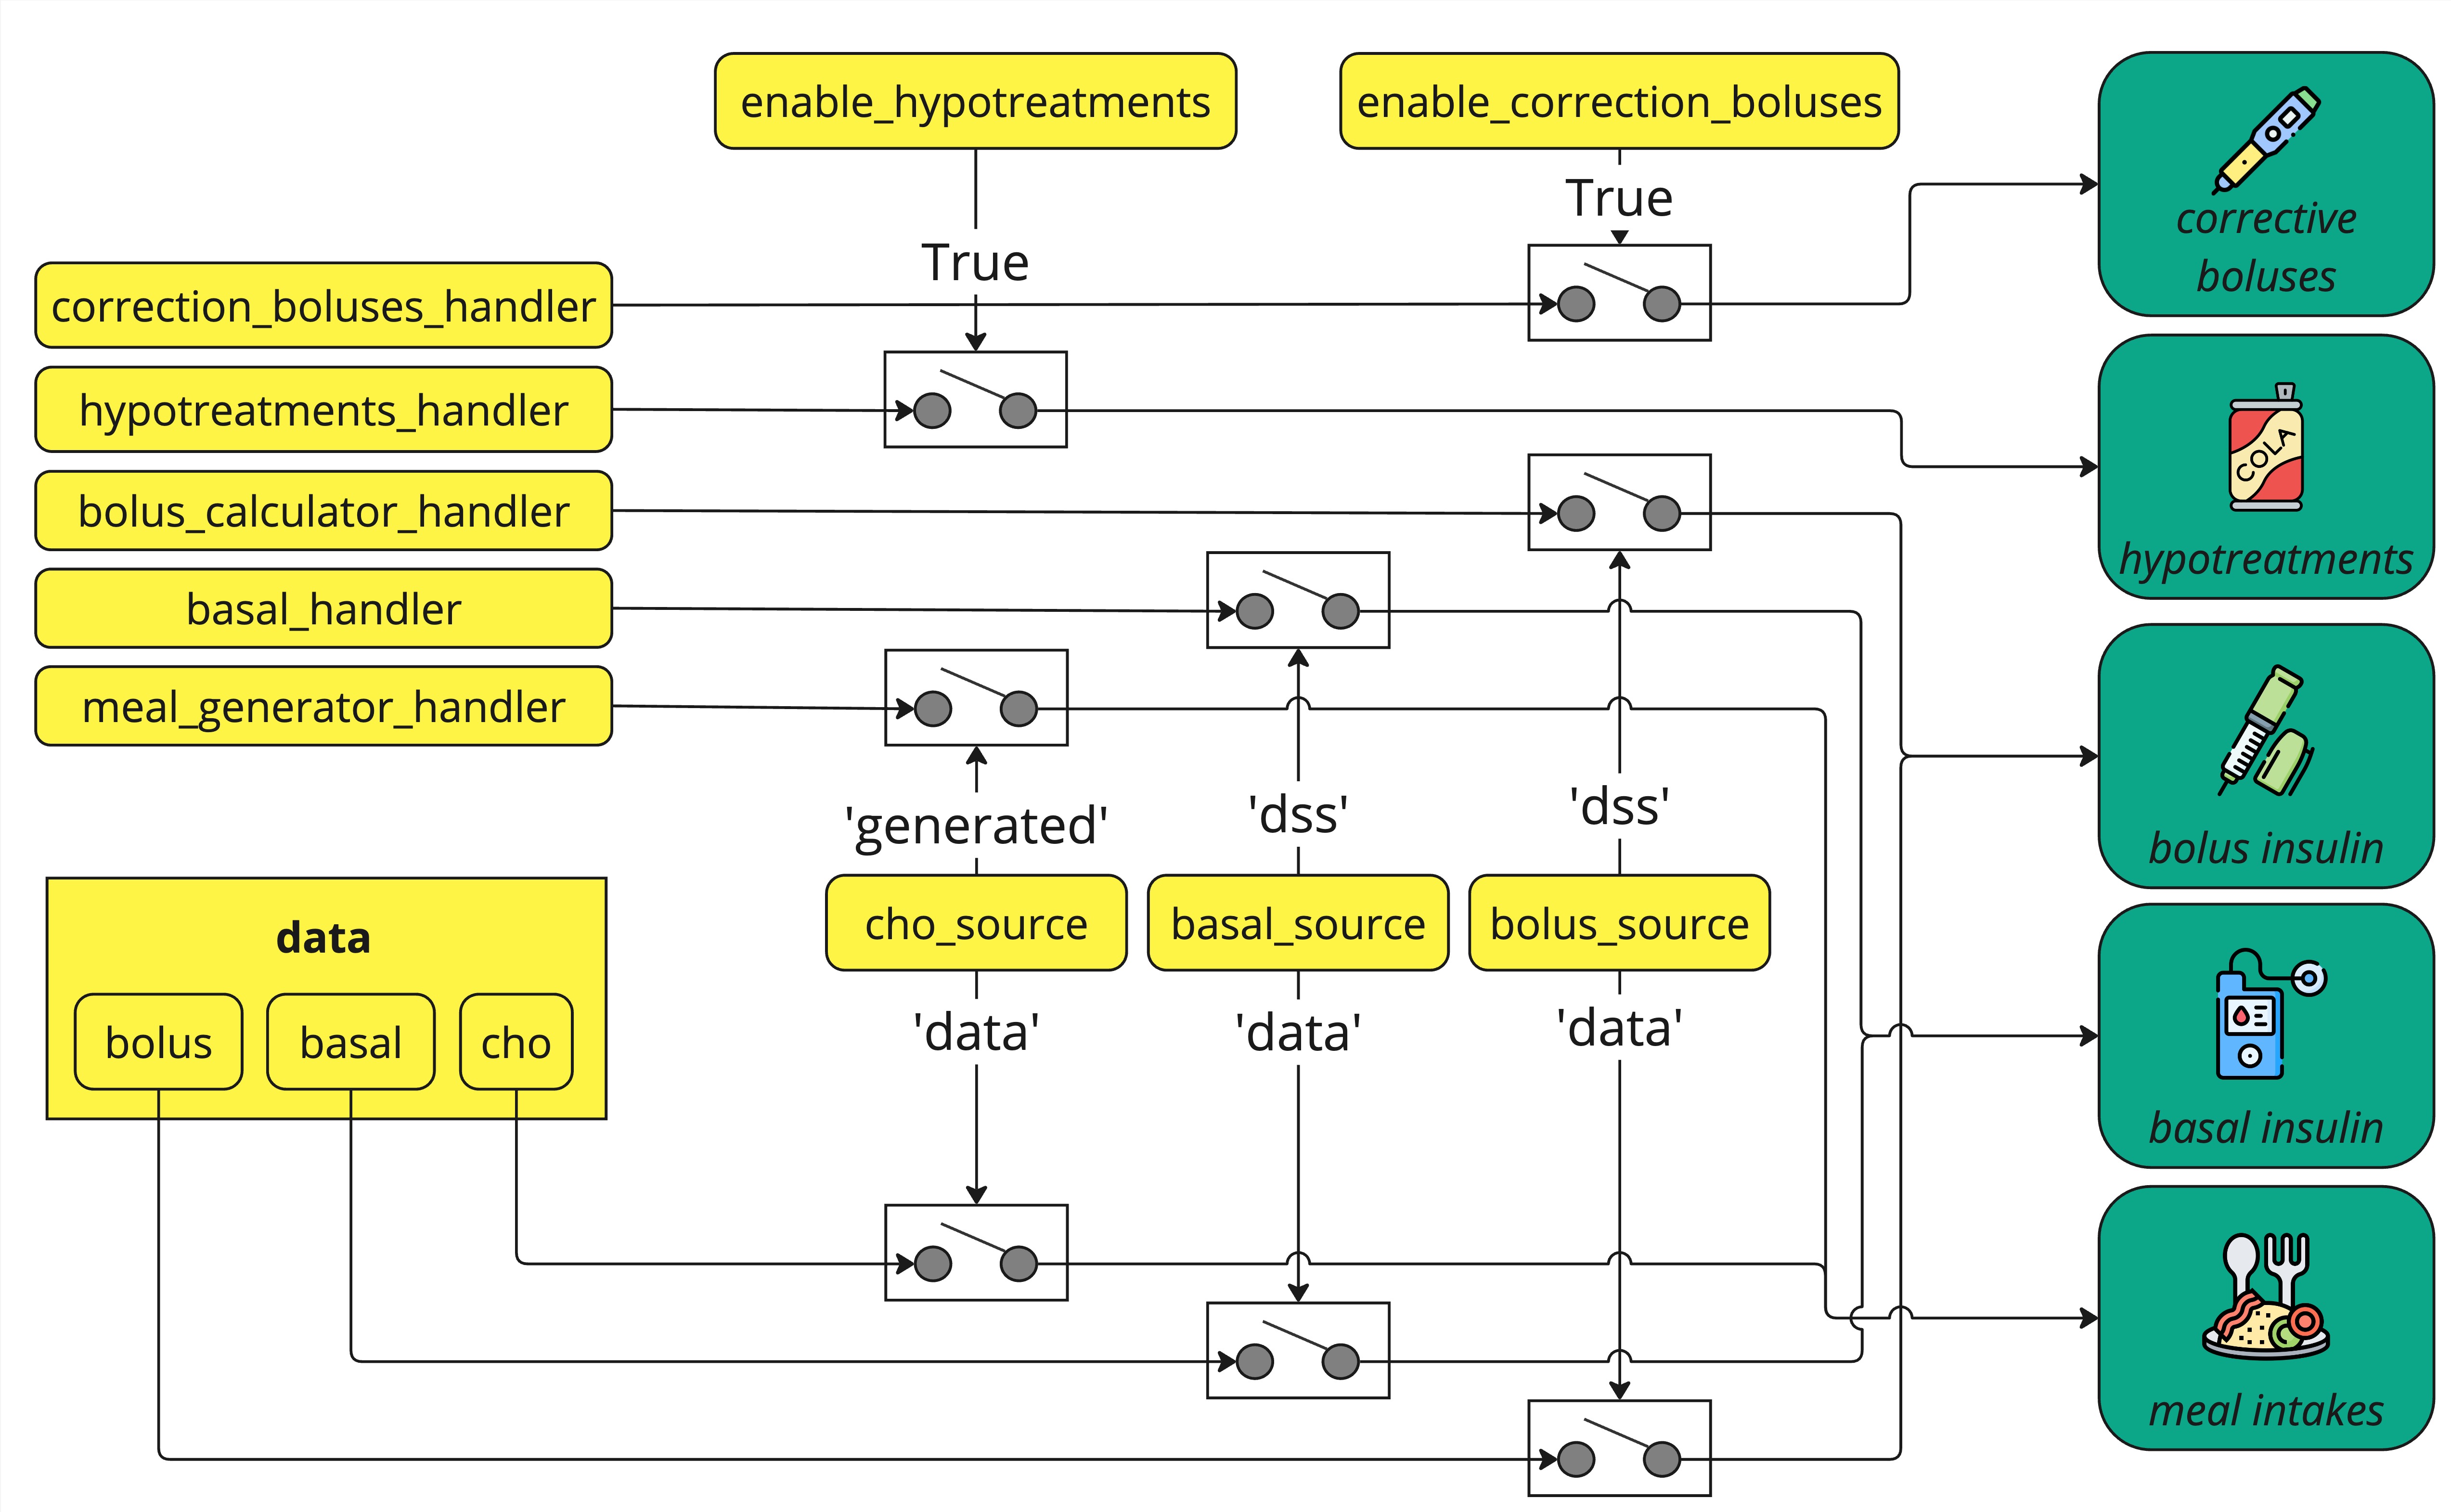 enable_hypotreatments
enable_correction_boluses
True
True
correction_boluses_handler
hypotreatments_handler
bolus_calculator_handler
basal_handler
meal_generator_handler
'generated'
'dss'
'dss'
cho_source
basal_source
bolus_source
'data'
'data'
'data'
data
bolus
basal
cho
corrective
boluses
COLA
hypotreatments
bolus insulin
basal insulin
meal intakes